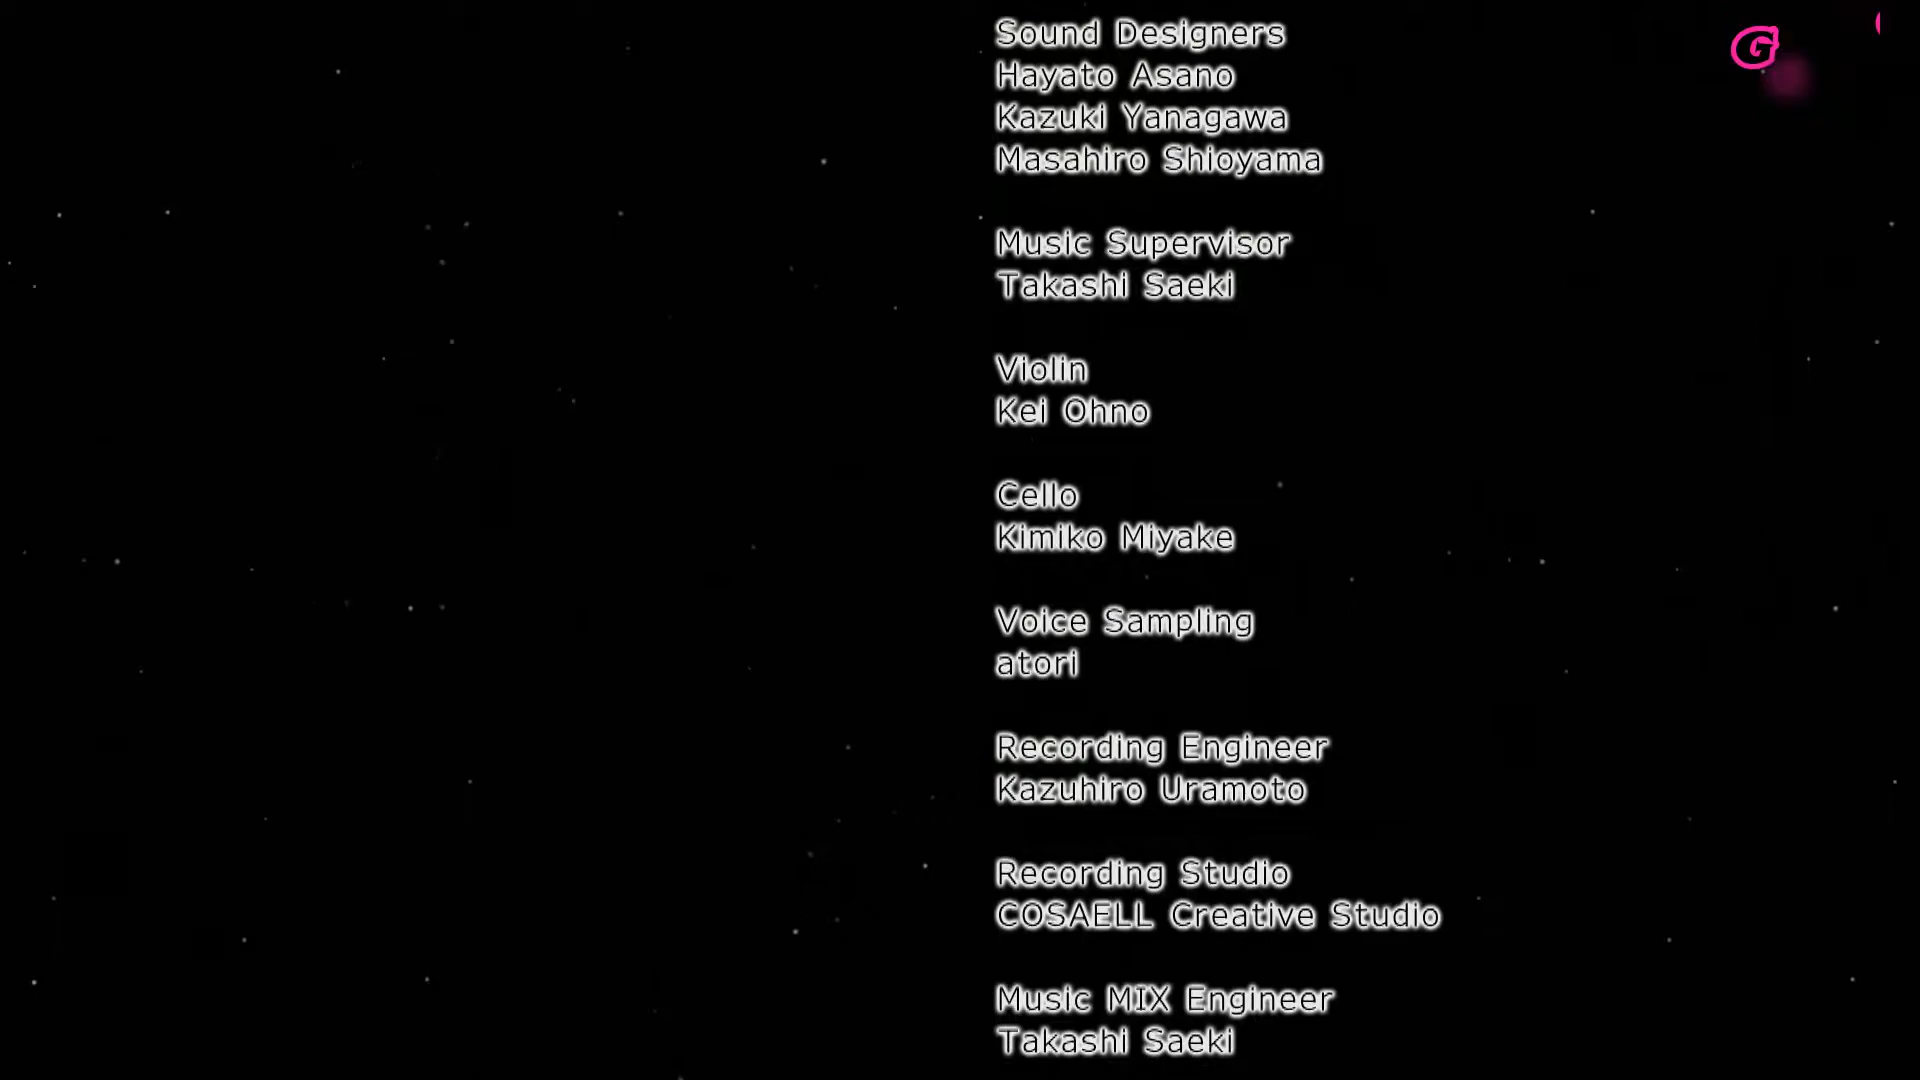 Sound Designers
Hayato Asano
Kazuki Yanagawa
Masahiro Shioyama
Music Supervisor
Takashi Saeki
Violin
Kei Ohno
Cello
Kimiko Miyake
Voice Sampling
atori
Recording Engineer
Kazuhiro Uramoto
Recording Studio
COSAELL Creative Studio
Music MIX Engineer
Takashi Saeki
G